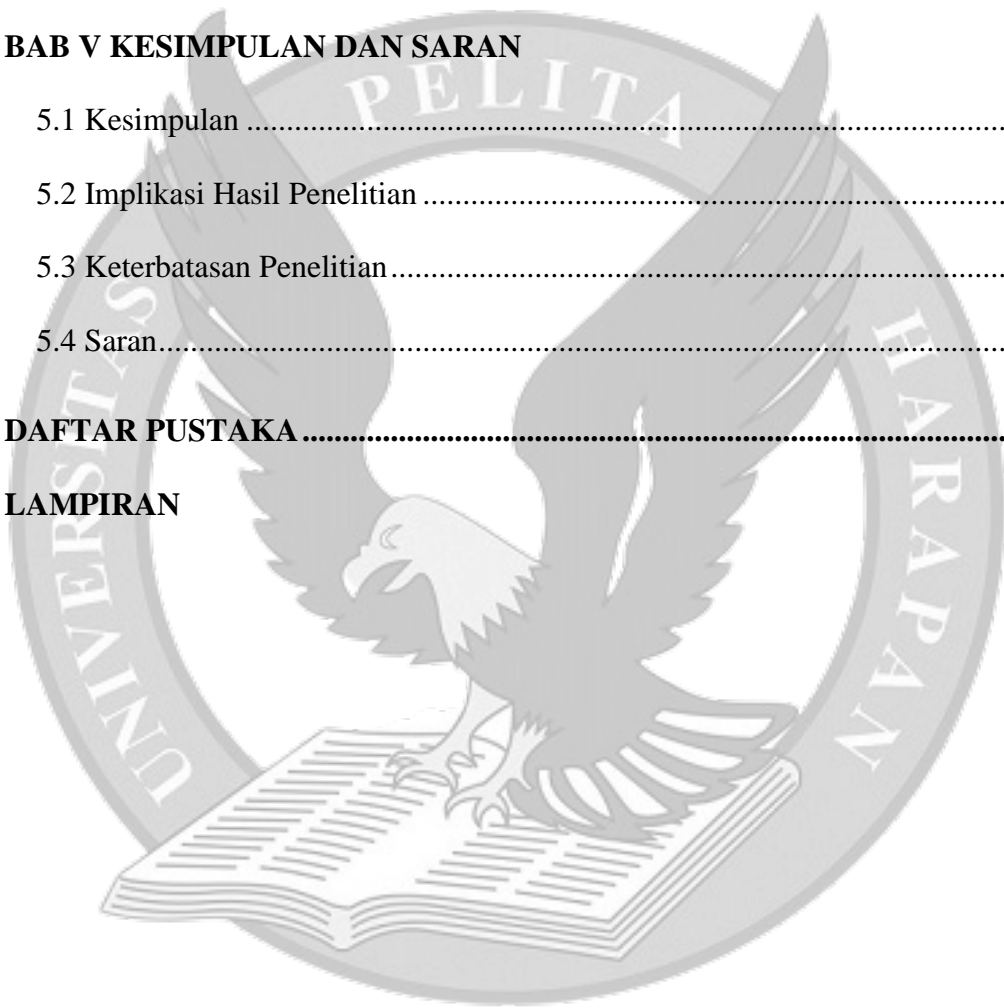 BAB V KESIMPULAN DAN SARAN
5.1 Kesimpulan ................................................................................................
5.2 Implikasi Hasil Penelitian ..........................................................................
5.3 Keterbatasan Penelitian ..............................................................................
5.4 Saran...........................................................................................................
DAFTAR PUSTAKA .......................................................................................
LAMPIRAN
UNIVERSITAS PELITA HARAPAN